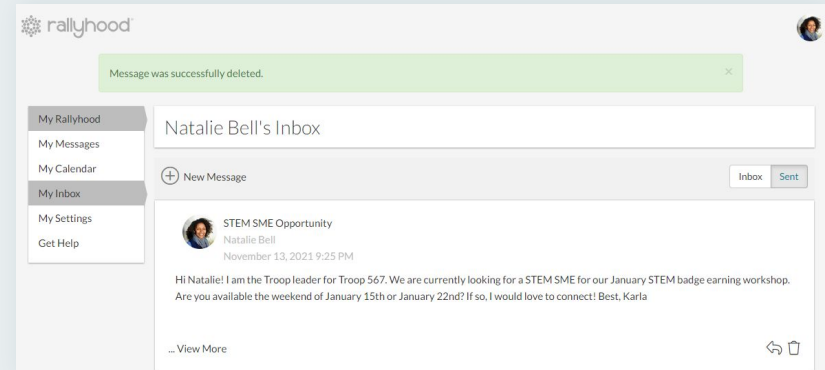 rallyhood
Message was successfully deleted.
×
My Rallyhood
My Messages
My Calendar
My Inbox
My Settings
Get Help
Natalie Bell's Inbox
New Message
Inbox
Sent
STEM SME Opportunity
Natalie Bell
November 13, 2021 9:25 PM
Hi Natalie! I am the Troop leader for Troop 567. We are currently looking for a STEM SME for our January STEM badge earning workshop.
Are you available the weekend of January 15th or January 22nd? If so, I would love to connect! Best, Karla
... View More